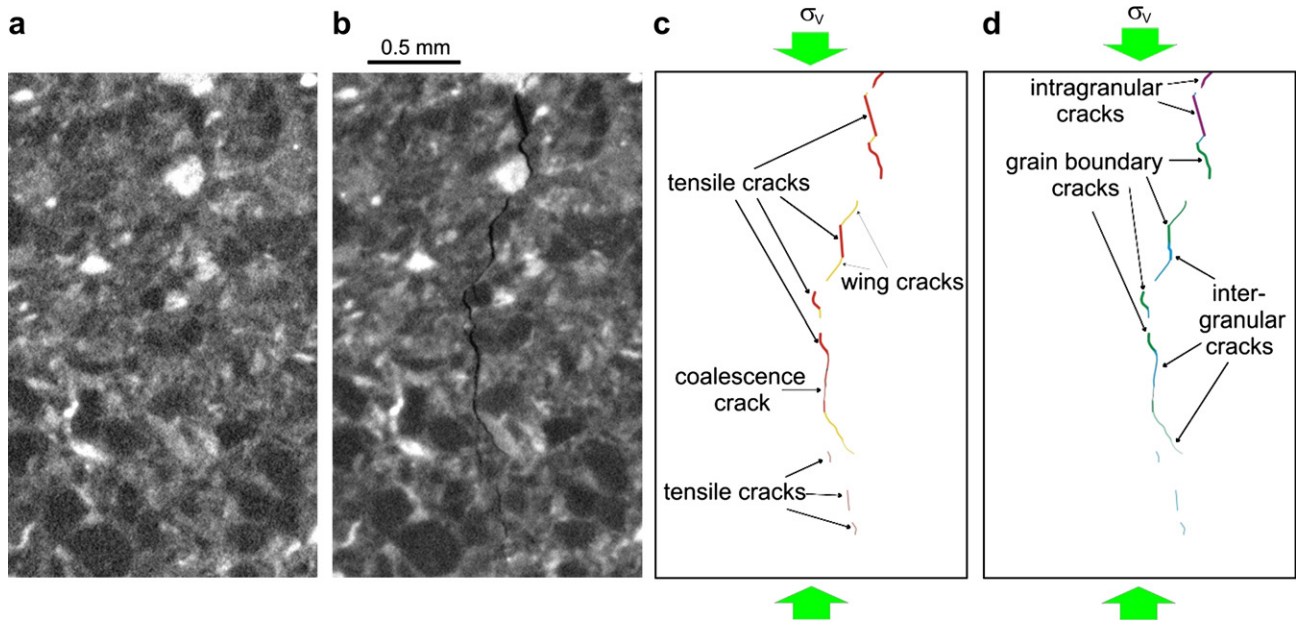 a
b
0.5 mm
c
σV
d
σV
tensile cracks
wing cracks
coalescence
crack
tensile cracks
intragranular
cracks
grain boundary
cracks
inter-
granular
cracks